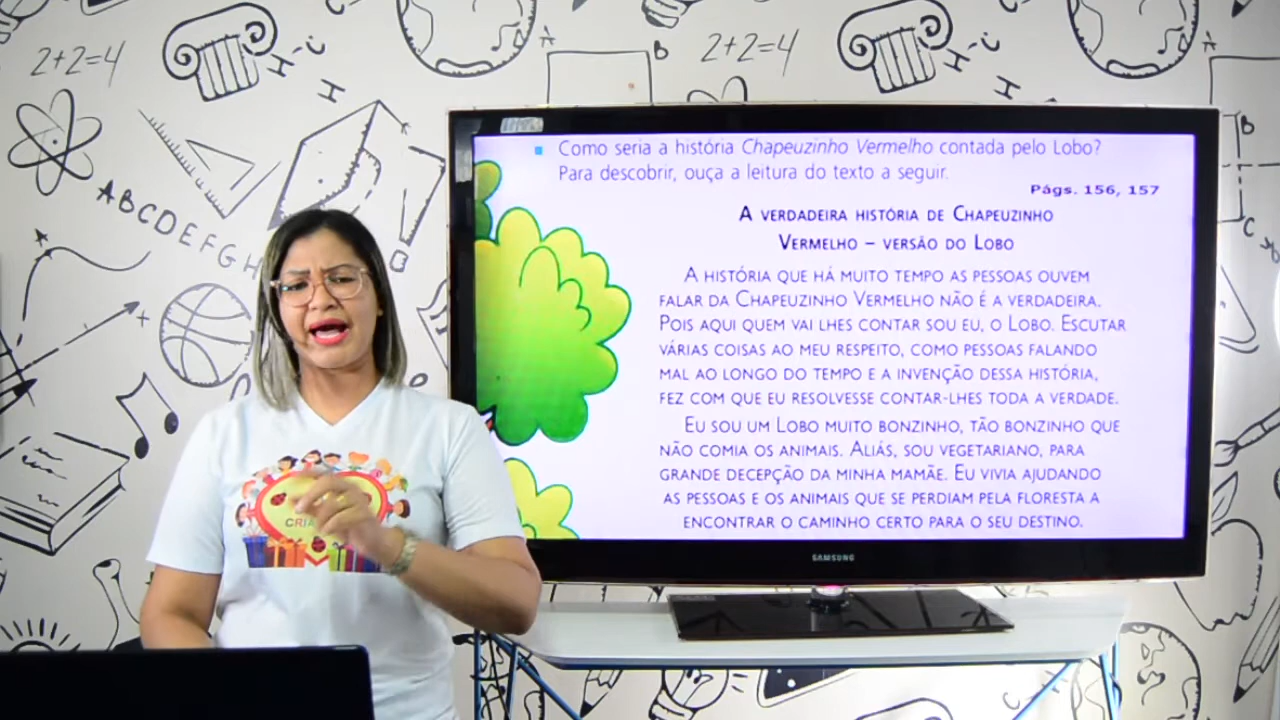 2+2=4
2+2=4
A
B
A
ABCDEFGH
B
C
Como seria a história Chapeuzinho Vermelho contada pelo Lobo?
Para descobrir, ouça a leitura do texto a seguir.
Págs. 156, 157
A VERDADEIRA HISTÓRIA DE CHAPEUZINHO
VERMELHO – VERSÃO DO LOBO
A HISTÓRIA QUE HÁ MUITO TEMPO AS PESSOAS OUVEM
FALAR DA CHAPEUZINHO VERMELHO NÃO É A VERDADEIRA.
POIS AQUI QUEM VAI LHES CONTAR SOU EU, O LOBO. ESCUTAR
VÁRIAS COISAS AO MEU RESPEITO, COMO PESSOAS FALANDO
MAL AO LONGO DO TEMPO E A INVENÇÃO DESSA HISTÓRIA,
FEZ COM QUE EU RESOLVESSE CONTAR-LHES TODA A VERDADE.
EU SOU UM LOBO MUITO BONZINHO, TÃO BONZINHO QUE
NÃO COMIA OS ANIMAIS. ALIÁS, SOU VEGETARIANO, PARA
GRANDE DECEPÇÃO DA MINHA MAMÃE. EU VIVIA AJUDANDO
AS PESSOAS E OS ANIMAIS QUE SE PERDIAM PELA FLORESTA A
ENCONTRAR O CAMINHO CERTO PARA O SEU DESTINO.
SAMSUNG